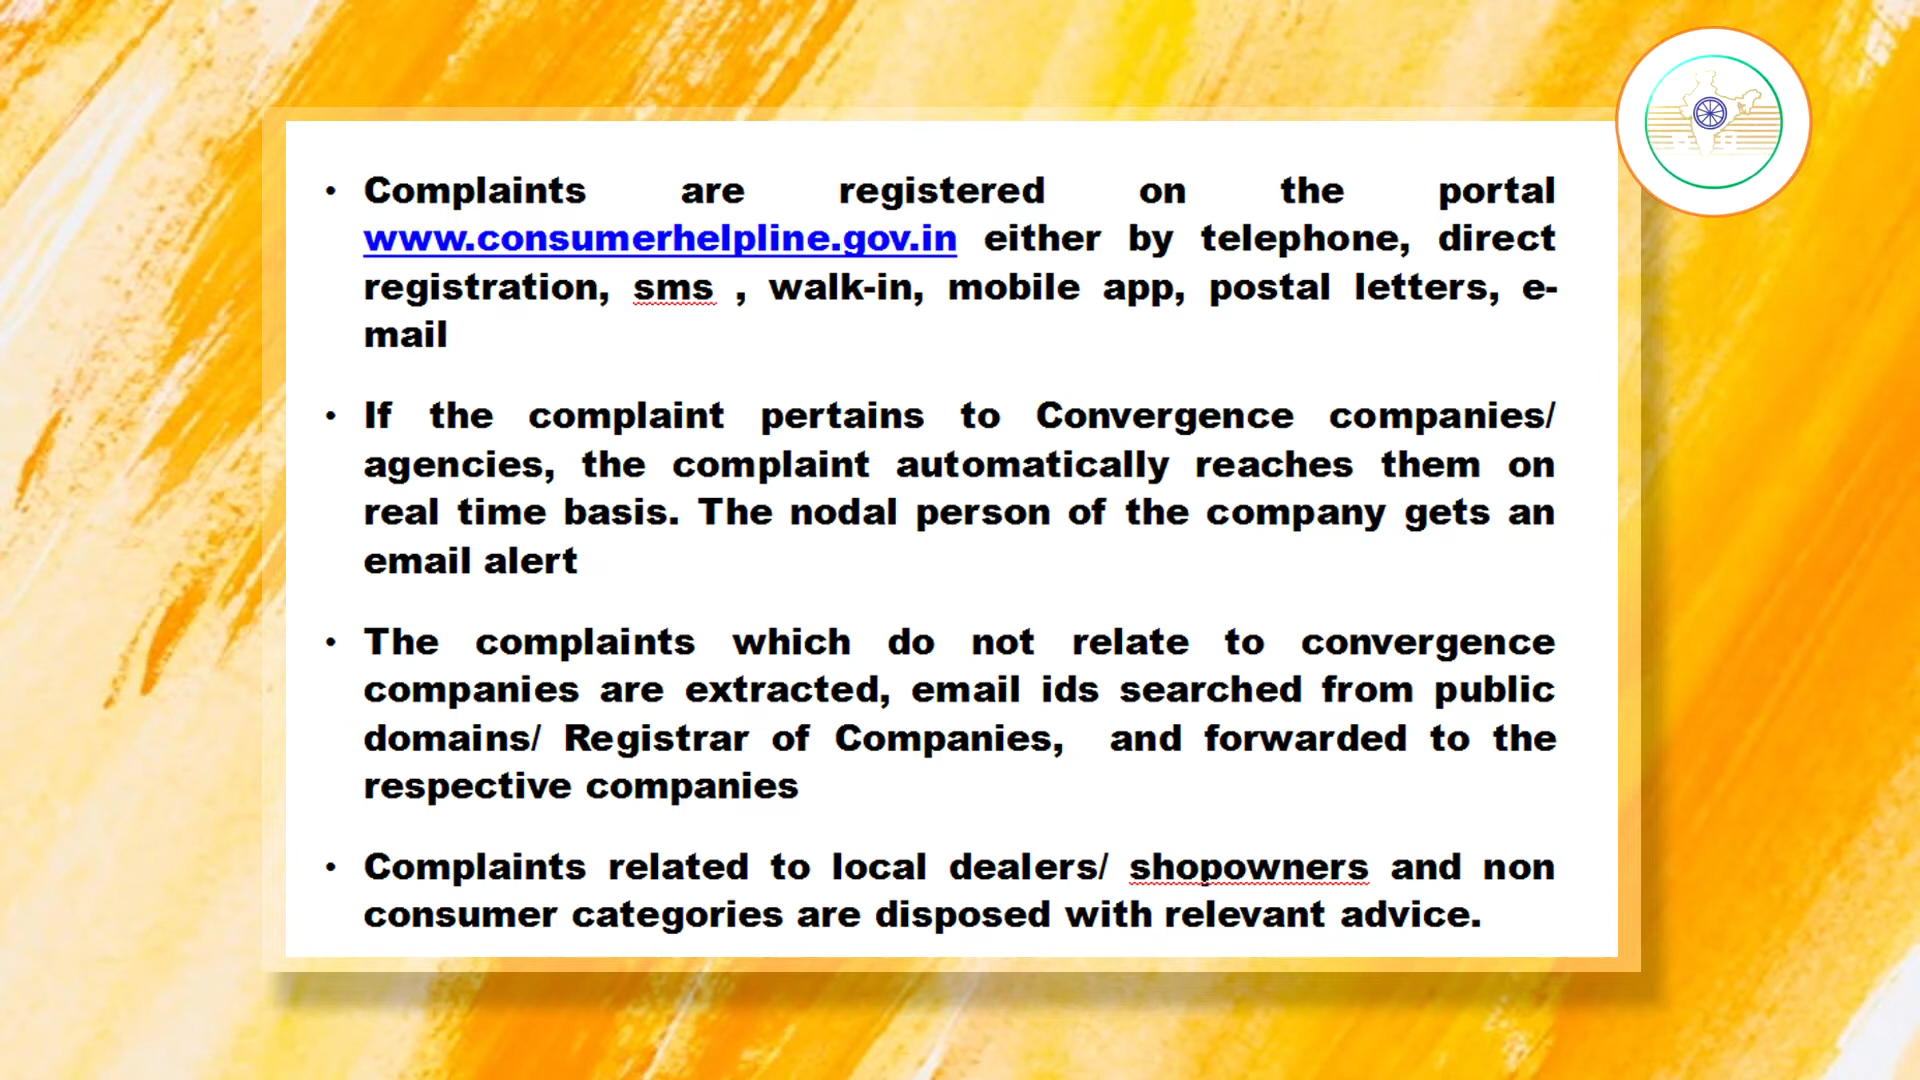 • Complaints are registered on the portal
www.consumerhelpline.gov.in either by telephone, direct
registration, sms , walk-in, mobile app, postal letters, e-
mail
• If the complaint pertains to Convergence companies/
agencies, the complaint automatically reaches them on
real time basis. The nodal person of the company gets an
email alert
• The complaints which do not relate to convergence
companies are extracted, email ids searched from public
domains/ Registrar of Companies, and forwarded to the
respective companies
• Complaints related to local dealers/ shopowners and non
consumer categories are disposed with relevant advice.